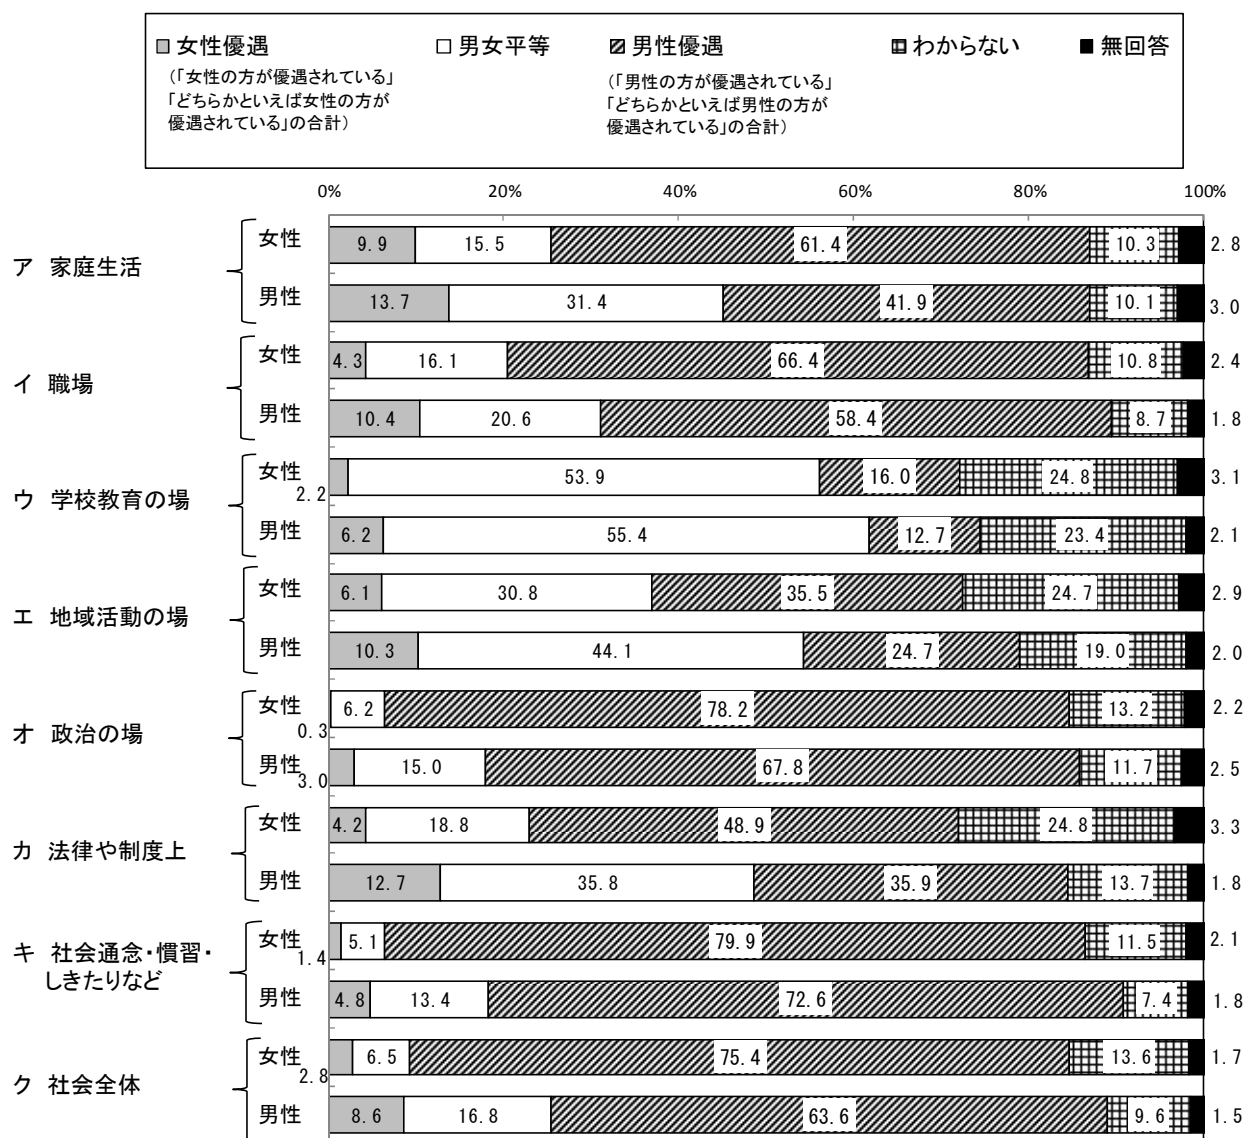 女性優遇 男女平等 男性優遇 わからない 無回答
(「女性の方が優遇されている」
「どちらかといえば女性の方が
優遇されている」の合計)
(「男性の方が優遇されている」
「どちらかといえば男性の方が
優遇されている」の合計)
0% 20% 40% 60% 80% 100%
ア 家庭生活
女性 9.9 15.5 61.4 10.3 2.8
男性 13.7 31.4 41.9 10.1 3.0
イ 職場
女性 4.3 16.1 66.4 10.8 2.4
男性 10.4 20.6 58.4 8.7 1.8
ウ 学校教育の場
女性 2.2 53.9 16.0 24.8 3.1
男性 6.2 55.4 12.7 23.4 2.1
エ 地域活動の場
女性 6.1 30.8 35.5 24.7 2.9
男性 10.3 44.1 24.7 19.0 2.0
オ 政治の場
女性 0.3 6.2 78.2 13.2 2.2
男性 3.0 15.0 67.8 11.7 2.5
カ 法律や制度上
女性 4.2 18.8 48.9 24.8 3.3
男性 12.7 35.8 35.9 13.7 1.8
キ 社会通念・慣習・
しきたりなど
女性 1.4 5.1 79.9 11.5 2.1
男性 4.8 13.4 72.6 7.4 1.8
ク 社会全体
女性 2.8 6.5 75.4 13.6 1.7
男性 8.6 16.8 63.6 9.6 1.5